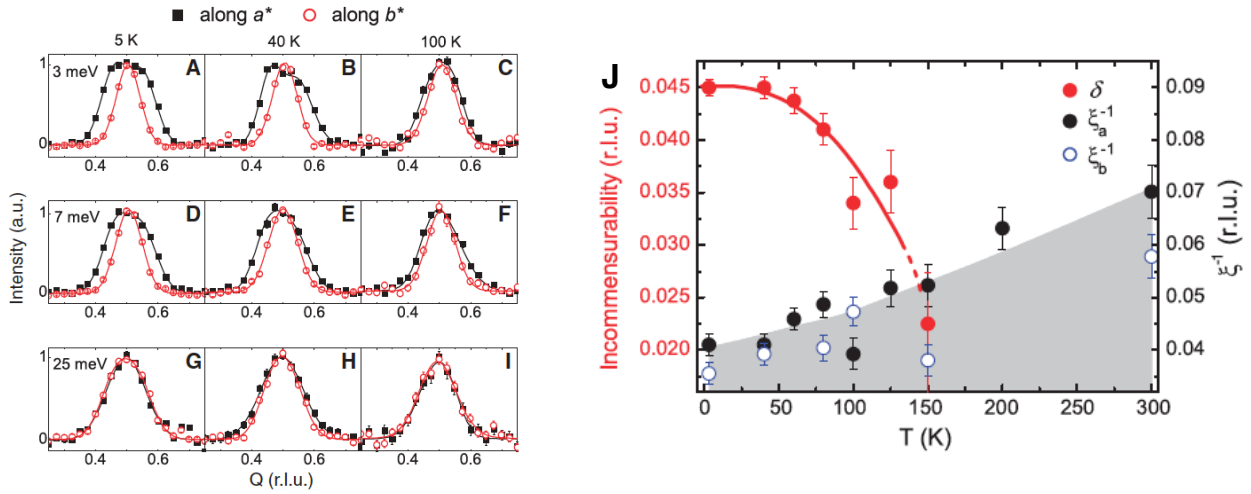 ■ along a* ○ along b*
5 K 40 K 100 K
3 meV A B C
1
0
0.4 0.6 0.4 0.6 0.4 0.6
7 meV D E F
1
0
0.4 0.6 0.4 0.6 0.4 0.6
25 meV G H I
1
0
0.4 0.6 0.4 0.6 0.4 0.6
Intensity (a.u.)
Q (r.l.u.)
J
Incommensurability (r.l.u.)
0.045
0.040
0.035
0.030
0.025
0.020
δ
ξa⁻¹
ξb⁻¹
0.09
0.08
0.07
0.06
0.05
0.04
ξ⁻¹ (r.l.u.)
0 50 100 150 200 250 300
T (K)